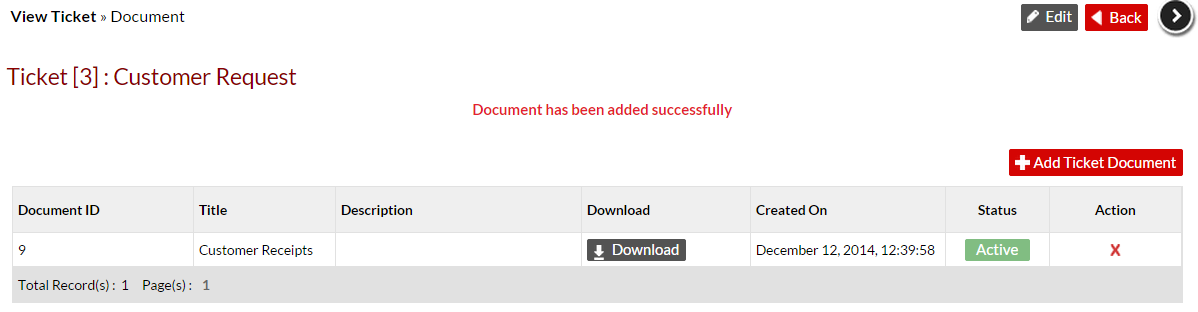 View Ticket » Document Edit Back
Ticket [3] : Customer Request
Document has been added successfully
Add Ticket Document
Document ID Title Description Download Created On Status Action
9 Customer Receipts Download December 12, 2014, 12:39:58 Active X
Total Record(s) : 1 Page(s) : 1